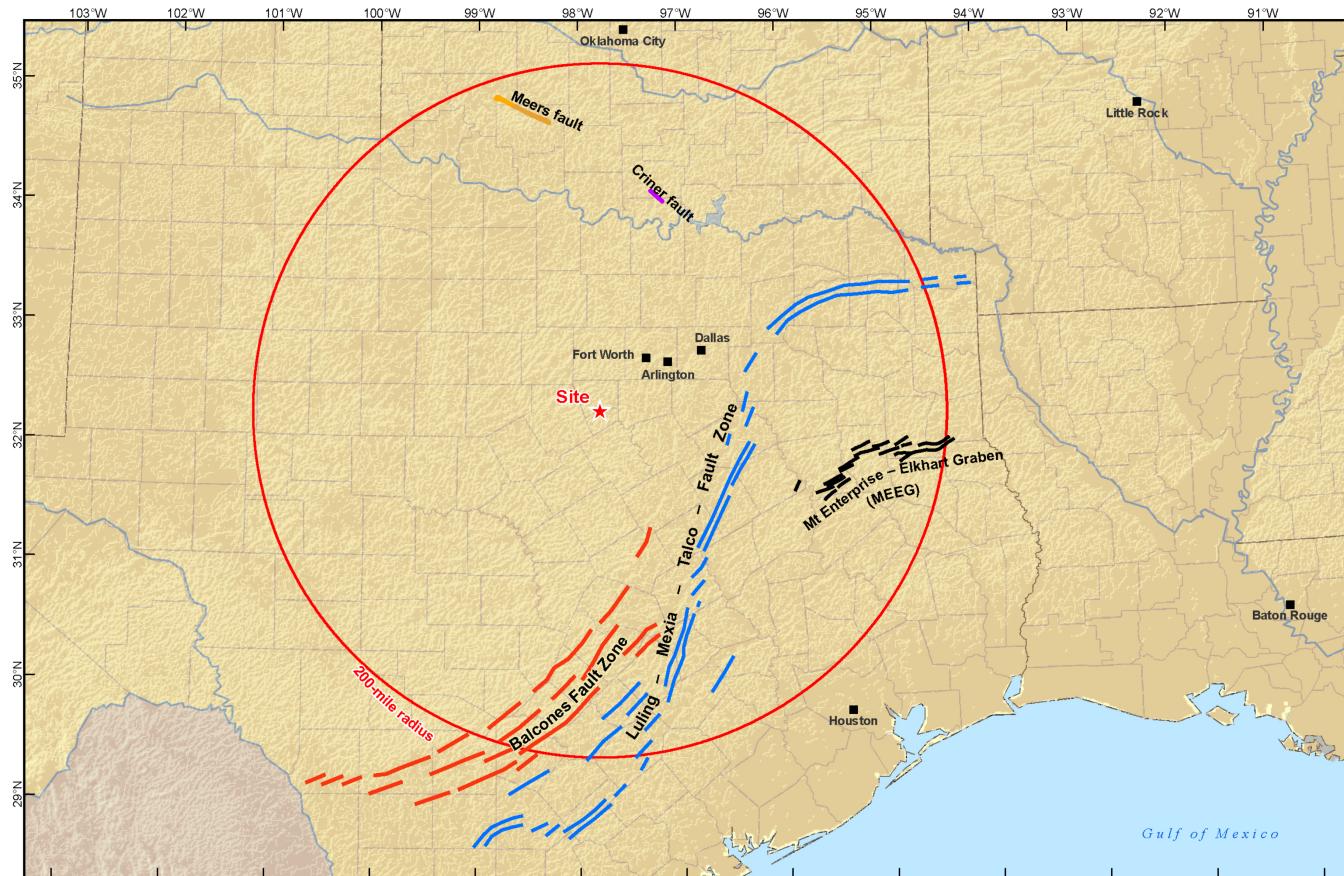 103°W 102°W 101°W 100°W 99°W 98°W 97°W 96°W 95°W 94°W 93°W 92°W 91°W
35°N
34°N
33°N
32°N
31°N
30°N
29°N
Oklahoma City
Meers fault
Little Rock
Criner fault
Dallas
Fort Worth
Arlington
Site
Mt Enterprise – Elkhart Graben
(MEEG)
Luling – Mexia – Talco – Fault Zone
Balcones Fault Zone
200-mile radius
Baton Rouge
Houston
Gulf of Mexico